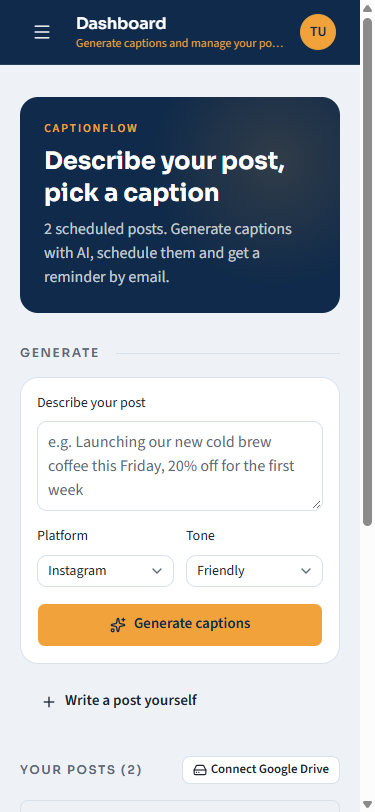 Dashboard
Generate captions and manage your po...
TU
CAPTIONFLOW
Describe your post,
pick a caption
2 scheduled posts. Generate captions
with AI, schedule them and get a
reminder by email.
GENERATE
Describe your post
e.g. Launching our new cold brew
coffee this Friday, 20% off for the first
week
Platform Tone
Instagram Friendly
Generate captions
Write a post yourself
YOUR POSTS (2) Connect Google Drive